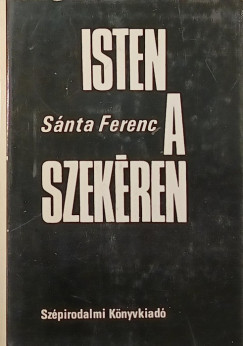 ISTEN
Sánta Ferenc A
SZEKÉREN
Szépirodalmi Könyvkiadó